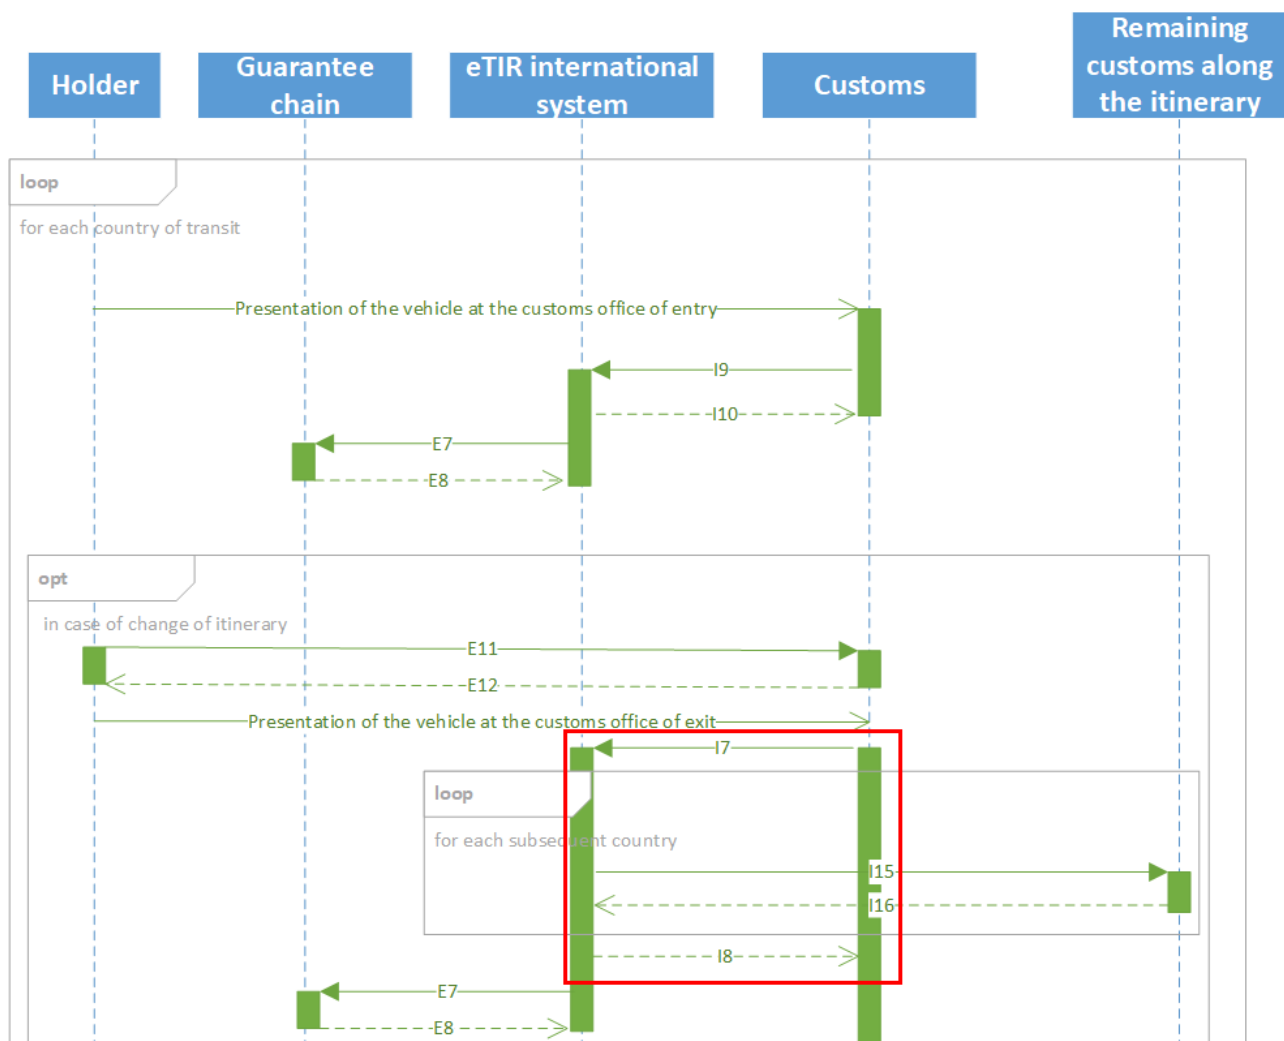 Holder
Guarantee
chain
eTIR international
system
Customs
Remaining
customs along
the itinerary
loop
for each country of transit
Presentation of the vehicle at the customs office of entry
I9
I10
E7
E8
opt
in case of change of itinerary
E11
E12
Presentation of the vehicle at the customs office of exit
I7
loop
for each subsequent country
I15
I16
I8
E7
E8